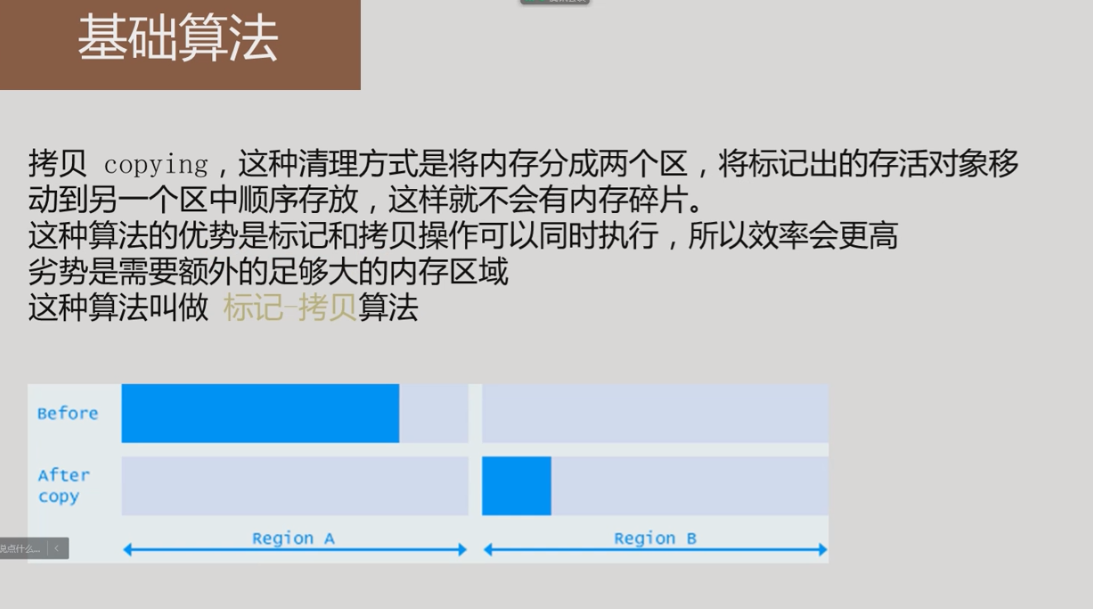 基础算法
拷贝 copying，这种清理方式是将内存分成两个区，将标记出的存活对象移
动到另一个区中顺序存放，这样就不会有内存碎片。
这种算法的优势是标记和拷贝操作可以同时执行，所以效率会更高
劣势是需要额外的足够大的内存区域
这种算法叫做 标记-拷贝算法
Before
After
copy
Region A
Region B
说点什么...